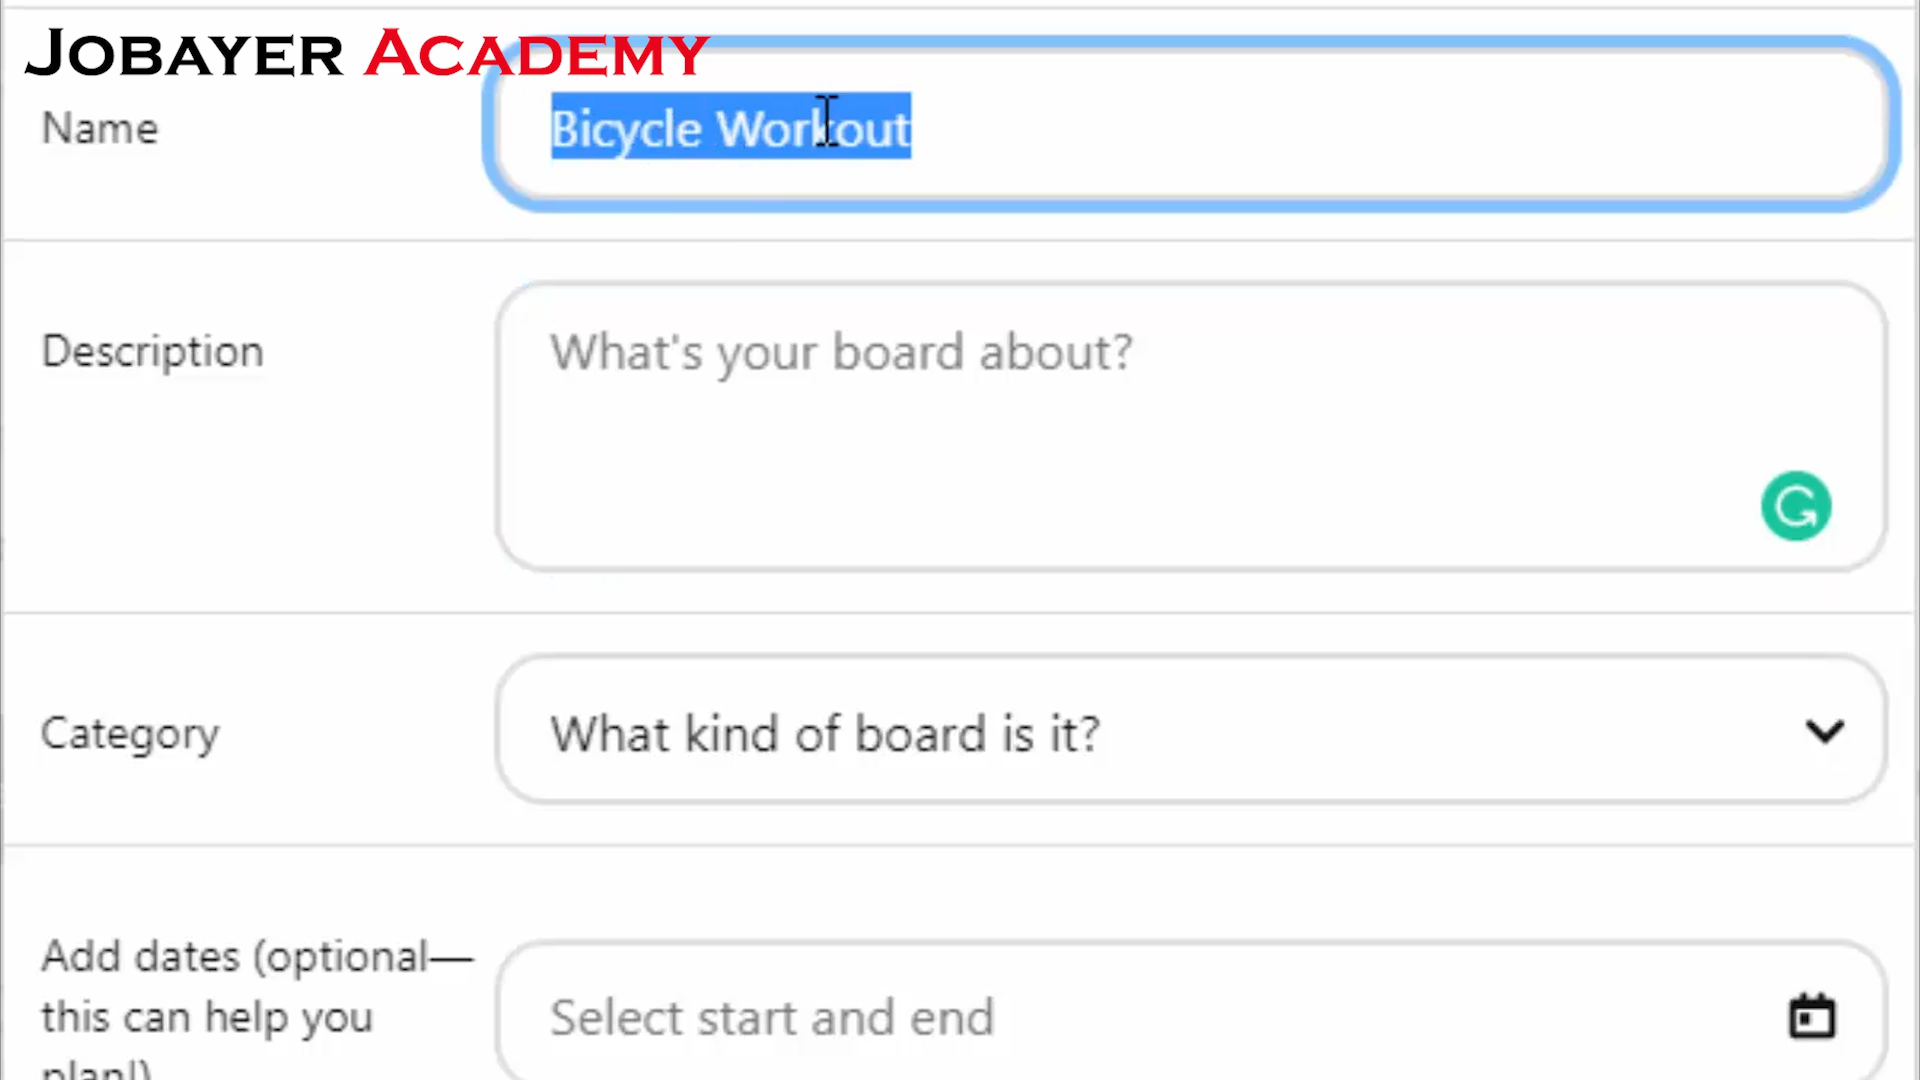 JOBAYER ACADEMY
Name
Bicycle Workout
Description
What's your board about?
Category
What kind of board is it?
Add dates (optional—
this can help you
plan!)
Select start and end